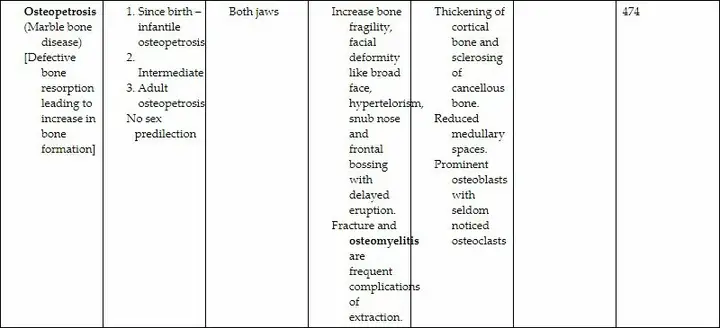 Osteopetrosis
(Marble bone
disease)
[Defective
bone
resorption
leading to
increase in
bone
formation]
1. Since birth –
infantile
osteopetrosis
2.
Intermediate
3. Adult
osteopetrosis
No sex
predilection
Both jaws
Increase bone
fragility,
facial
deformity
like broad
face,
hypertelorism,
snub nose
and
frontal
bossing
with
delayed
eruption.
Fracture and
osteomyelitis
are
frequent
complications
of
extraction.
Thickening of
cortical
bone and
sclerosing
of
cancellous
bone.
Reduced
medullary
spaces.
Prominent
osteoblasts
with
seldom
noticed
osteoclasts
474